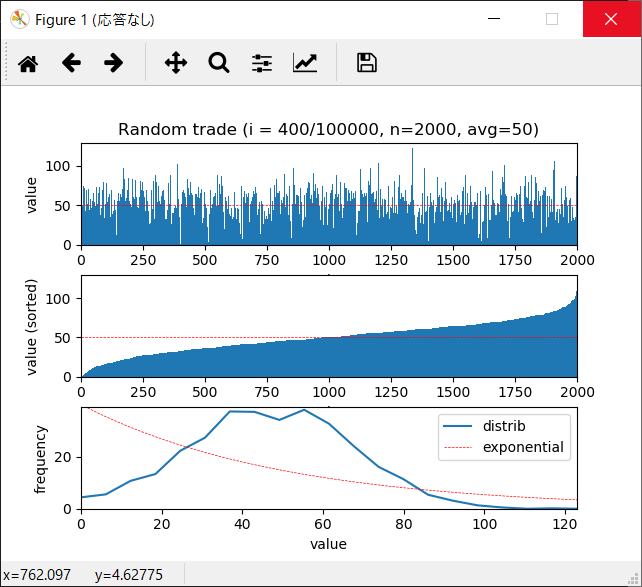 Figure 1 (応答なし)
Random trade (i = 400/100000, n=2000, avg=50)
value
100
50
0
0 250 500 750 1000 1250 1500 1750 2000
value (sorted)
100
50
0
0 250 500 750 1000 1250 1500 1750 2000
frequency
20
0
distrib
exponential
0 20 40 60 80 100 120
value
x=762.097 y=4.62775